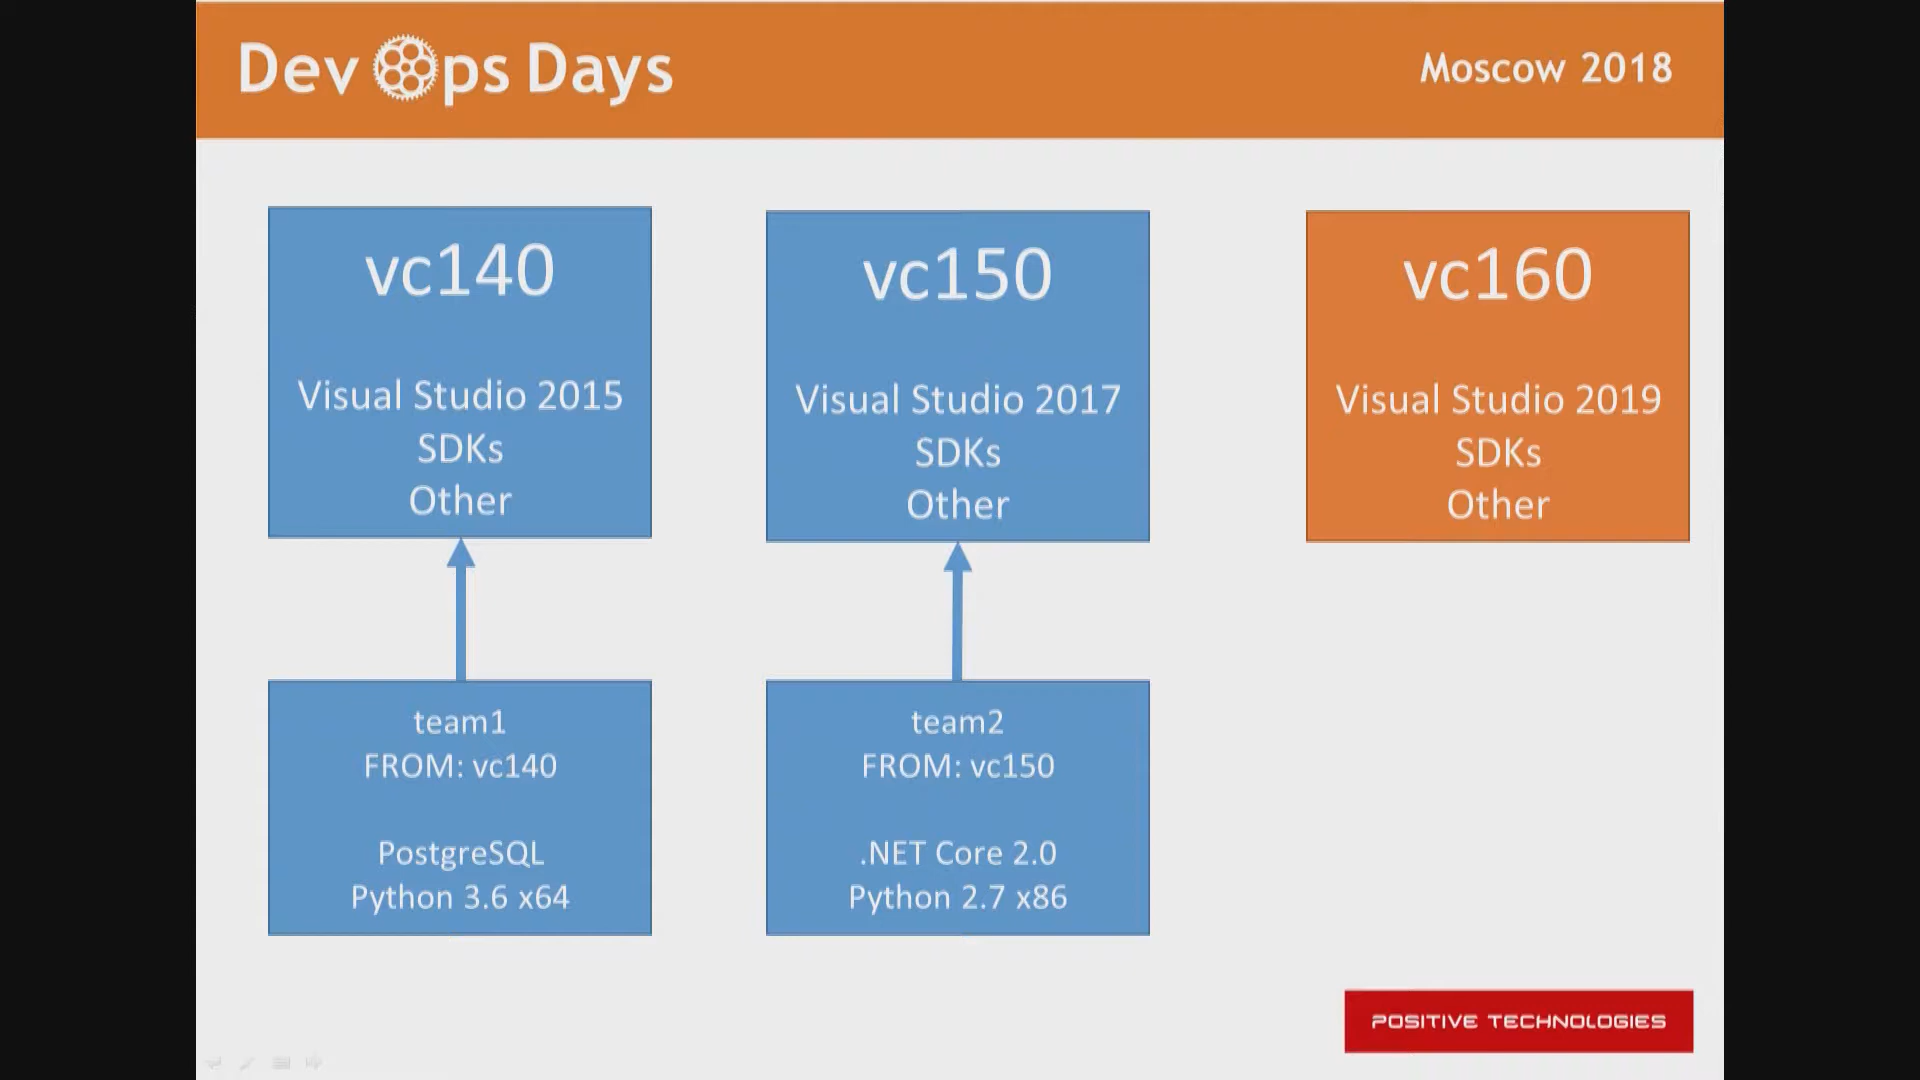 Dev ps Days
Moscow 2018
vc140
Visual Studio 2015
SDKs
Other
vc150
Visual Studio 2017
SDKs
Other
vc160
Visual Studio 2019
SDKs
Other
team1
FROM: vc140
PostgreSQL
Python 3.6 x64
team2
FROM: vc150
.NET Core 2.0
Python 2.7 x86
POSITIVE TECHNOLOGIES